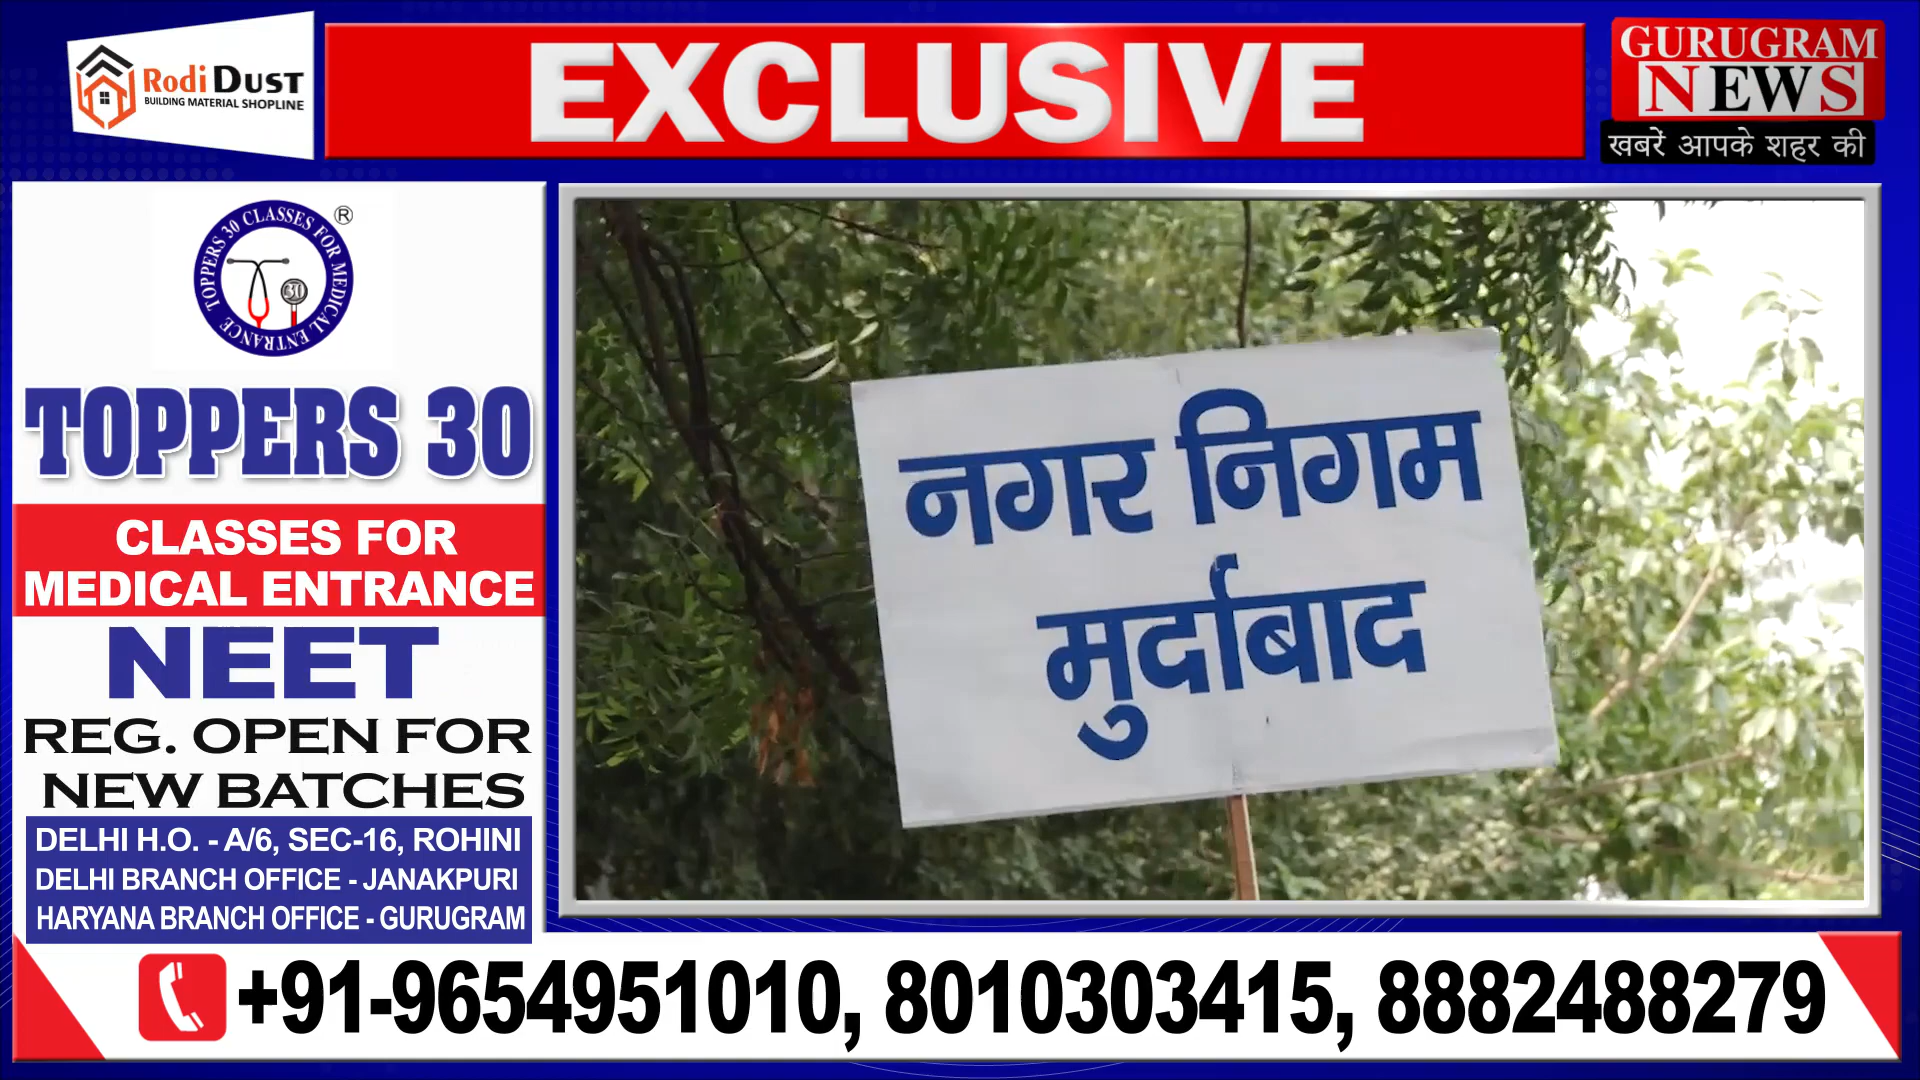 Rodi DUST
BUILDING MATERIAL SHOPLINE
EXCLUSIVE
GURUGRAM
NEWS
खबरें आपके शहर की
TOPPERS 30 CLASSES FOR MEDICAL ENTRANCE
®
30
TOPPERS 30
CLASSES FOR
MEDICAL ENTRANCE
NEET
REG. OPEN FOR
NEW BATCHES
DELHI H.O. - A/6, SEC-16, ROHINI
DELHI BRANCH OFFICE - JANAKPURI
HARYANA BRANCH OFFICE - GURUGRAM
नगर निगम
मुर्दाबाद
+91-9654951010, 8010303415, 8882488279